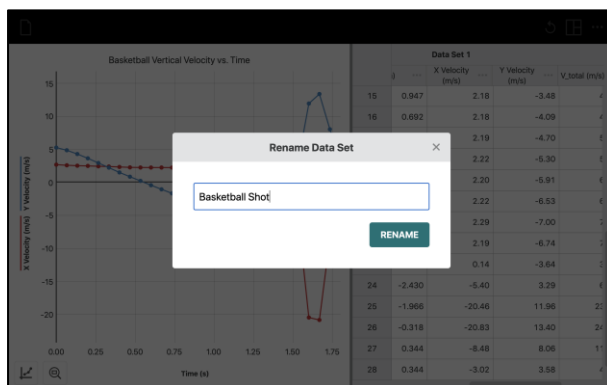 Basketball Vertical Velocity vs. Time
15
5
0
-5
-10
-15
-20
X Velocity (m/s) Y Velocity (m/s)
0.00 0.25 0.50 0.75 1.00 1.25 1.50 1.75
Time (s)
Data Set 1
X Velocity (m/s) Y Velocity (m/s) V_total (m/s)
15 0.947 2.18 -3.48
16 0.692 2.18 -4.09
2.19 -4.70
2.22 -5.30
2.20 -5.91
2.22 -6.53
2.29 -7.00
2.19 -6.74
0.14 -3.64
24 -2.430 -5.40 3.29
25 -1.966 -20.46 11.96
26 -0.318 -20.83 13.40
27 0.344 -8.48 8.06
28 0.344 -3.02 3.58
Rename Data Set
Basketball Shot
RENAME